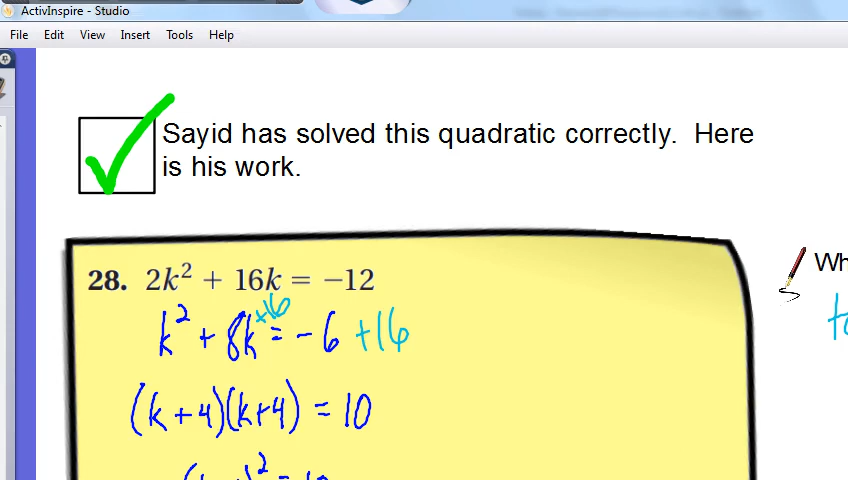 ActivInspire - Studio
File Edit View Insert Tools Help
Sayid has solved this quadratic correctly. Here
is his work.
28. 2k² + 16k = −12
k² + 8k +16 = -6 +16
(k+4)(k+4) = 10